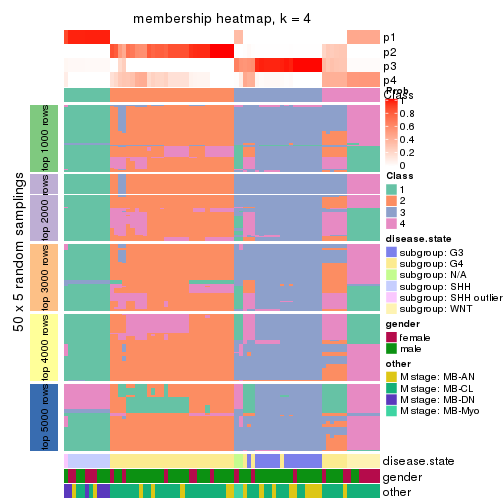 membership heatmap, k = 4
p1
p2
p3
p4
Class
Prob
1
0.8
0.6
0.4
0.2
0
Class
1
2
3
4
disease.state
subgroup: G3
subgroup: G4
subgroup: N/A
subgroup: SHH
subgroup: SHH outlier
subgroup: WNT
gender
female
male
other
M stage: MB-AN
M stage: MB-CL
M stage: MB-DN
M stage: MB-Myo
50 x 5 random samplings
top 1000 rows
top 2000 rows
top 3000 rows
top 4000 rows
top 5000 rows
disease.state
gender
other